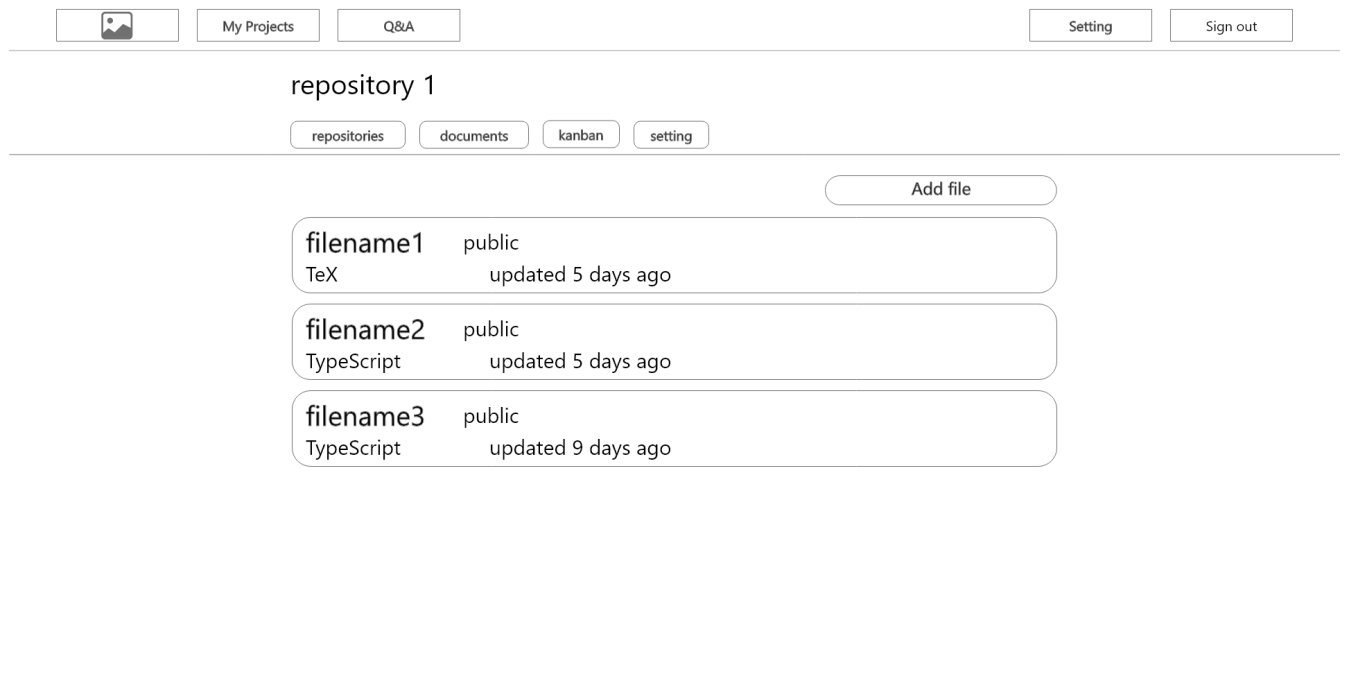 My Projects Q&A Setting Sign out
repository 1
repositories documents kanban setting
Add file
filename1 public
TeX updated 5 days ago
filename2 public
TypeScript updated 5 days ago
filename3 public
TypeScript updated 9 days ago